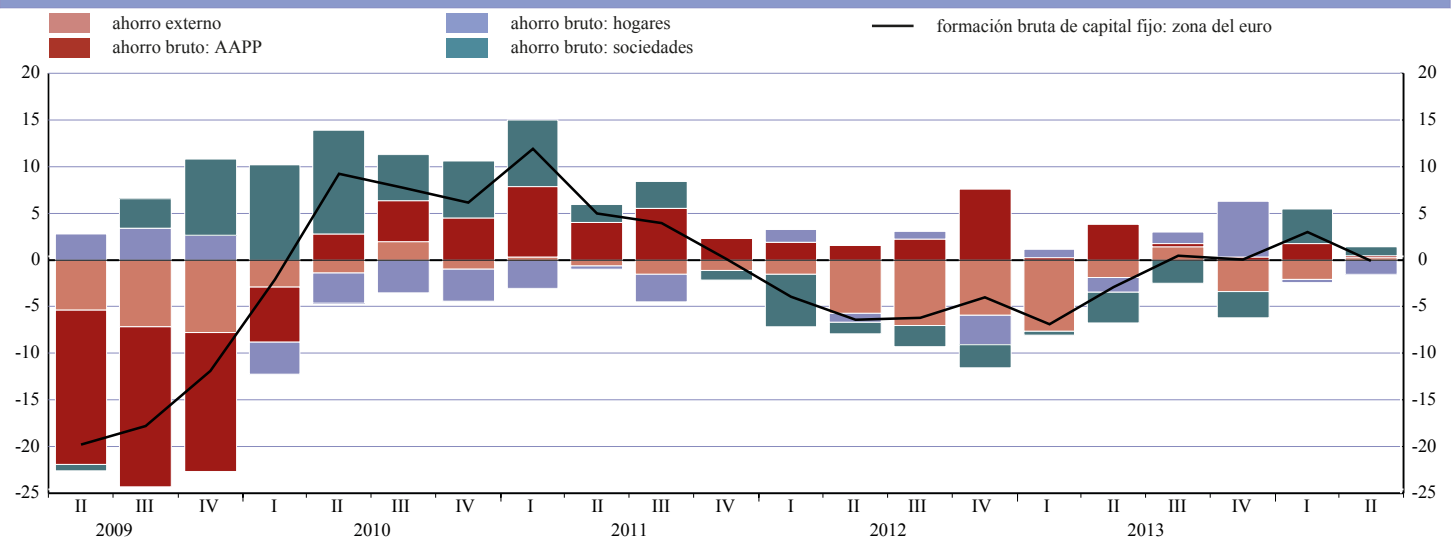 ahorro externo
ahorro bruto: hogares
formación bruta de capital fijo: zona del euro
ahorro bruto: AAPP
ahorro bruto: sociedades
20 20
15 15
10 10
5 5
0 0
-5 -5
-10 -10
-15 -15
-20 -20
-25 -25
II III IV I II III IV I II III IV I II III IV I II III IV I II
2009 2010 2011 2012 2013